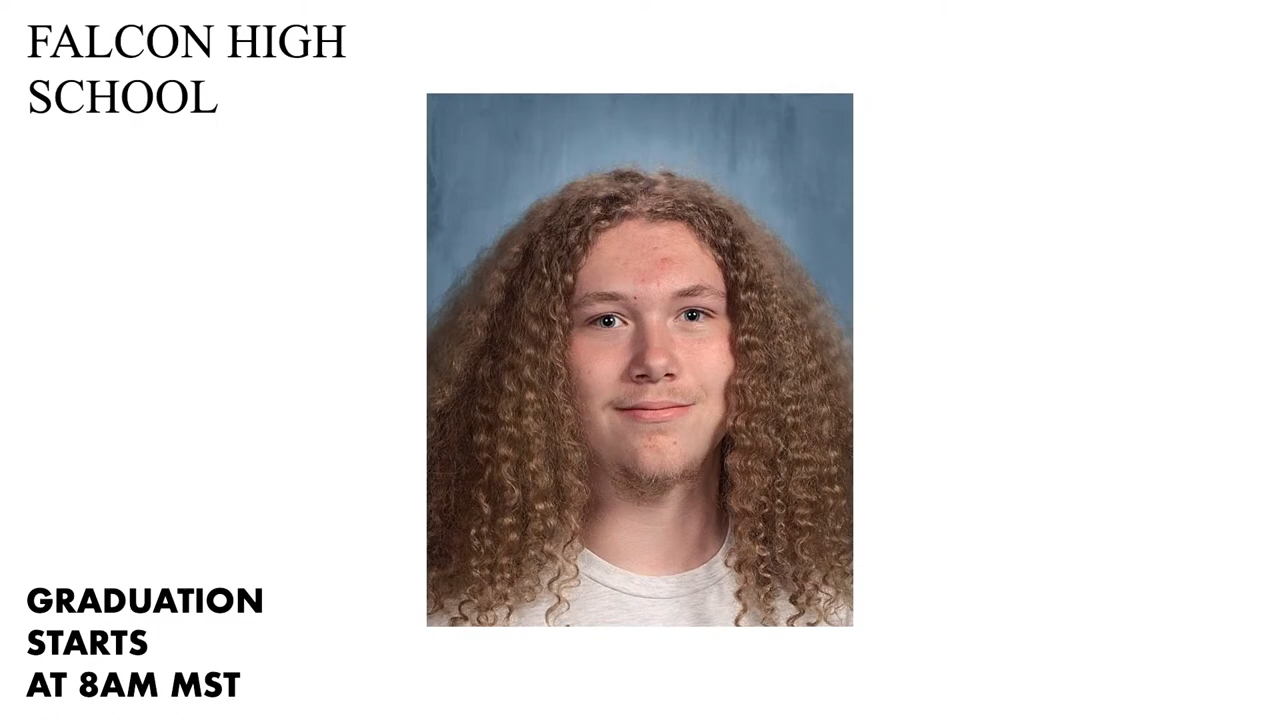 FALCON HIGH
SCHOOL
GRADUATION
STARTS
AT 8AM MST